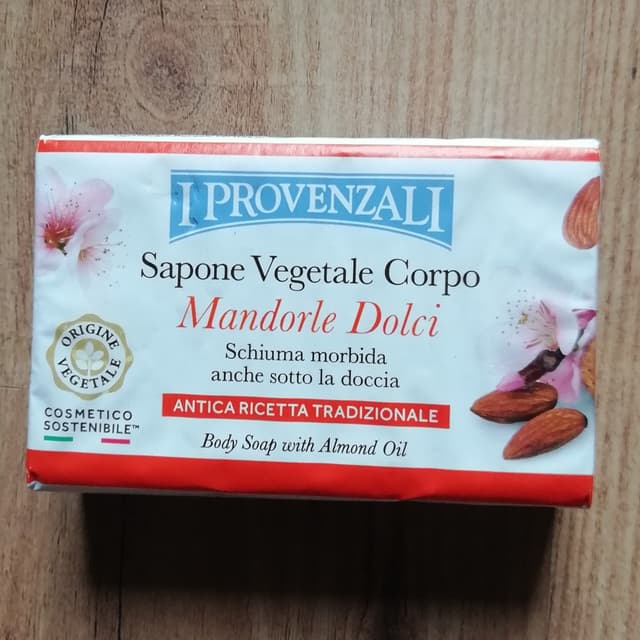 I PROVENZALI
Sapone Vegetale Corpo
Mandorle Dolci
Schiuma morbida
anche sotto la doccia
ANTICA RICETTA TRADIZIONALE
Body Soap with Almond Oil
ORIGINE
VEGETALE
COSMETICO
SOSTENIBILE™